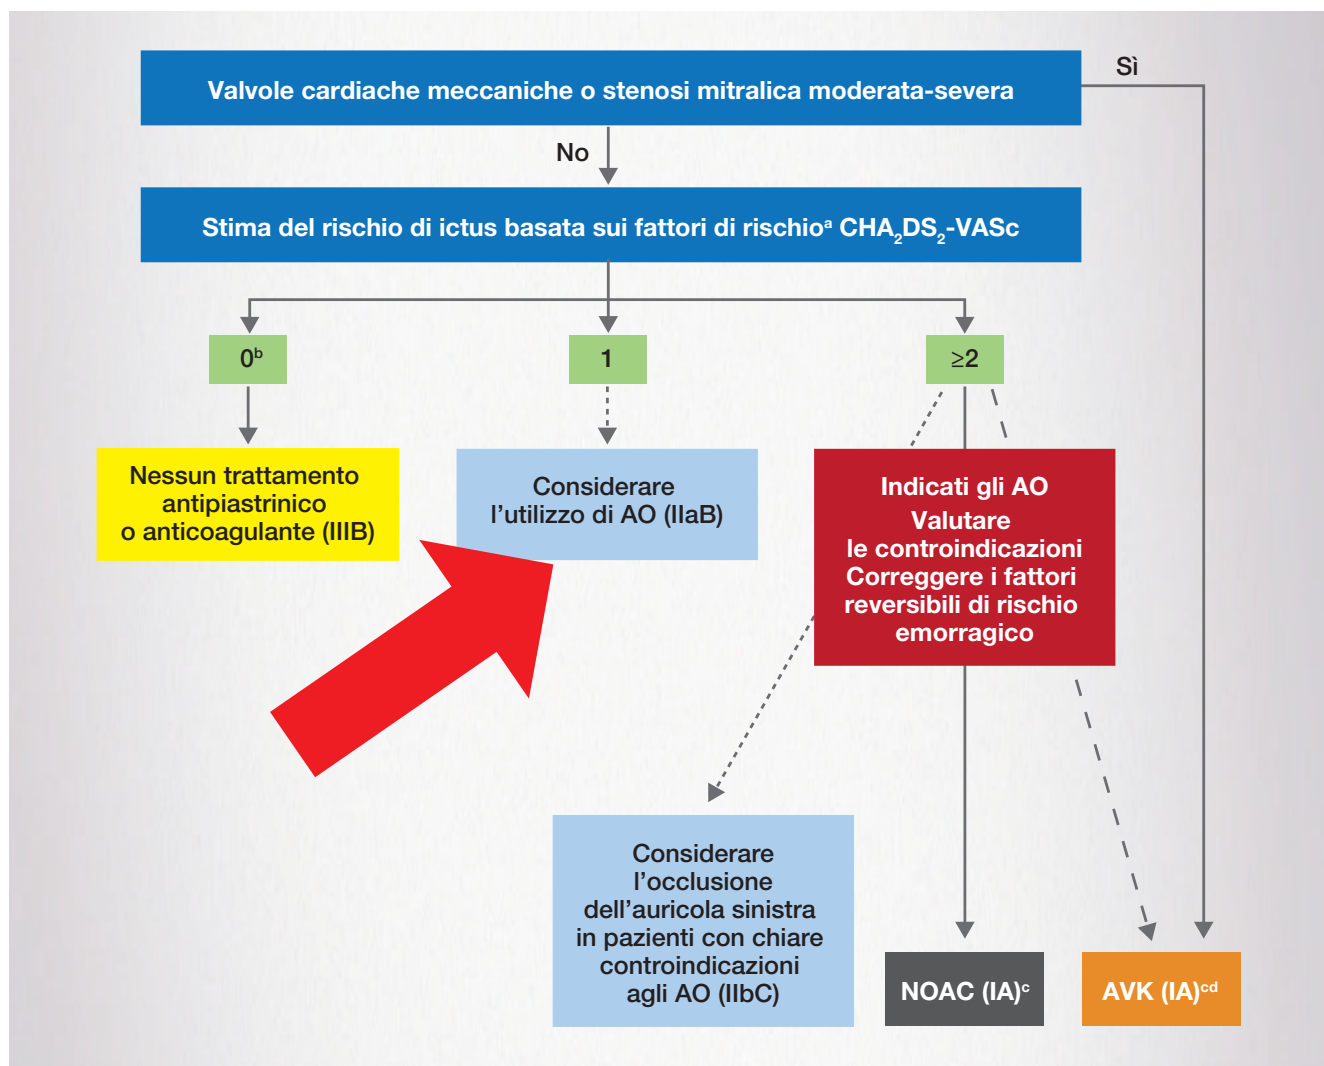 Valvole cardiache meccaniche o stenosi mitralica moderata-severa
Sì
No
Stima del rischio di ictus basata sui fattori di rischioᵃ CHA₂DS₂-VASc
0ᵇ
1
≥2
Nessun trattamento
antipiastrinico
o anticoagulante (IIIB)
Considerare
l’utilizzo di AO (IIaB)
Indicati gli AO
Valutare
le controindicazioni
Correggere i fattori
reversibili di rischio
emorragico
Considerare
l’occlusione
dell’auricola sinistra
in pazienti con chiare
controindicazioni
agli AO (IIbC)
NOAC (IA)ᶜ
AVK (IA)ᶜᵈ